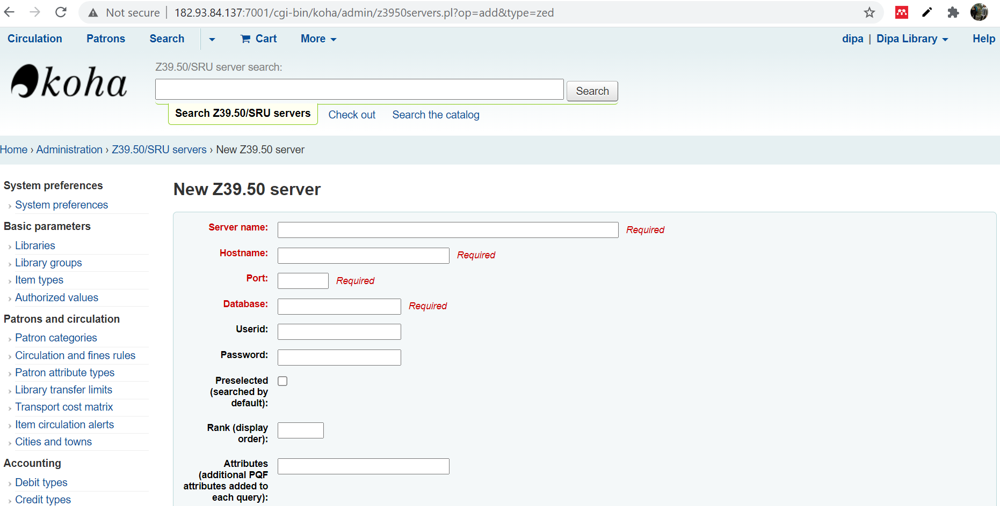 Not secure | 182.93.84.137:7001/cgi-bin/koha/admin/z3950servers.pl?op=add&type=zed
Circulation Patrons Search Cart More dipa | Dipa Library Help
koha
Z39.50/SRU server search:
Search
Search Z39.50/SRU servers Check out Search the catalog
Home › Administration › Z39.50/SRU servers › New Z39.50 server
System preferences
› System preferences
Basic parameters
› Libraries
› Library groups
› Item types
› Authorized values
Patrons and circulation
› Patron categories
› Circulation and fines rules
› Patron attribute types
› Library transfer limits
› Transport cost matrix
› Item circulation alerts
› Cities and towns
Accounting
› Debit types
› Credit types
New Z39.50 server
Server name: Required
Hostname: Required
Port: Required
Database: Required
Userid:
Password:
Preselected
(searched by
default):
Rank (display
order):
Attributes
(additional PQF
attributes added to
each query):